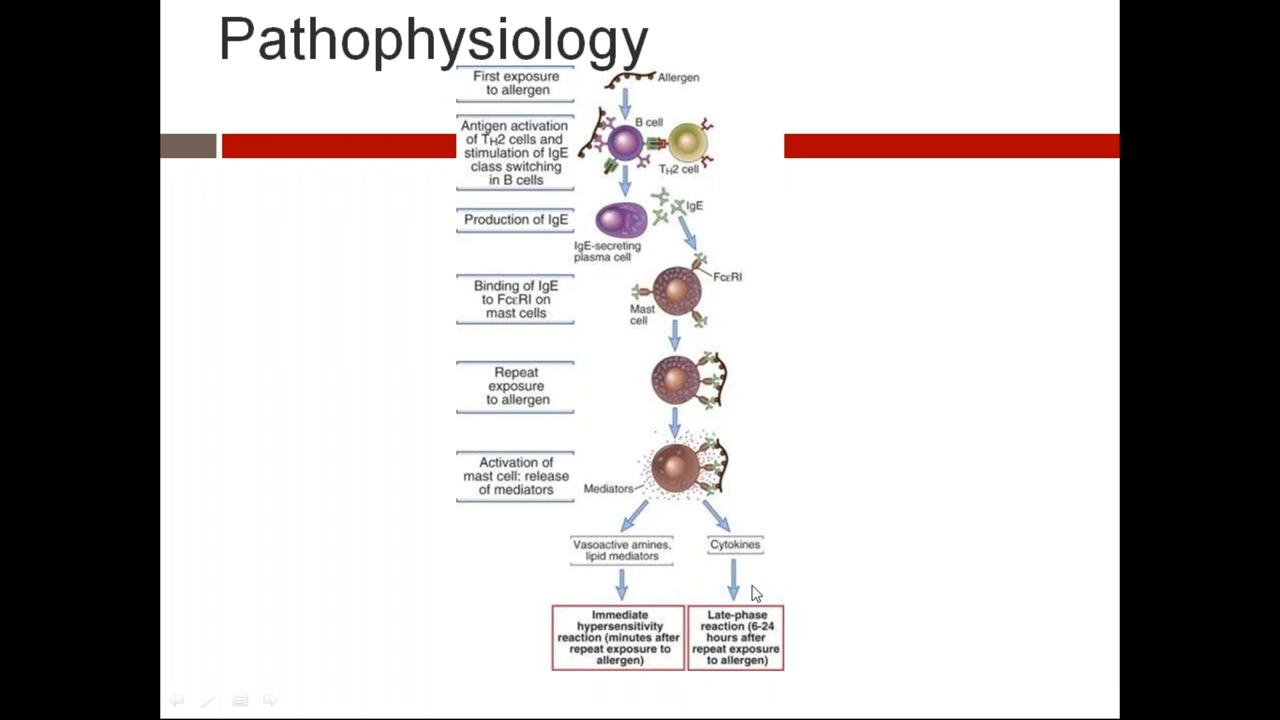 Pathophysiology
First exposure
to allergen
Allergen
Antigen activation
of TH2 cells and
stimulation of IgE
class switching
in B cells
B cell
TH2 cell
Production of IgE
IgE
IgE-secreting
plasma cell
Binding of IgE
to FcεRI on
mast cells
FcεRI
Mast
cell
Repeat
exposure
to allergen
Activation of
mast cell: release
of mediators
Mediators
Vasoactive amines,
lipid mediators
Cytokines
Immediate
hypersensitivity
reaction (minutes after
repeat exposure to
allergen)
Late-phase
reaction (6-24
hours after
repeat exposure
to allergen)